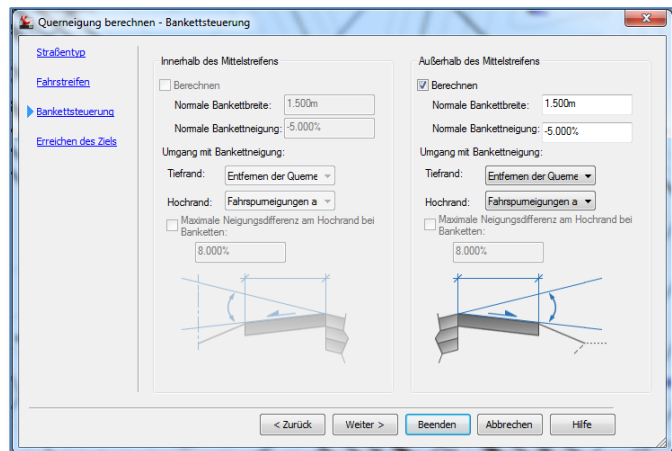 Querneigung berechnen - Bankettsteuerung
Straßentyp
Fahrstreifen
Bankettsteuerung
Erreichen des Ziels
Innerhalb des Mittelstreifens
Berechnen
Normale Bankettbreite: 1.500m
Normale Bankettneigung: -5.000%
Umgang mit Bankettneigung:
Tiefrand: Entfernen der Querne
Hochrand: Fahrspurneigungen a
Maximale Neigungsdifferenz am Hochrand bei
Banketten:
8.000%
Außerhalb des Mittelstreifens
Berechnen
Normale Bankettbreite: 1.500m
Normale Bankettneigung: -5.000%
Umgang mit Bankettneigung:
Tiefrand: Entfernen der Querne
Hochrand: Fahrspurneigungen a
Maximale Neigungsdifferenz am Hochrand bei
Banketten:
8.000%
< Zurück Weiter > Beenden Abbrechen Hilfe